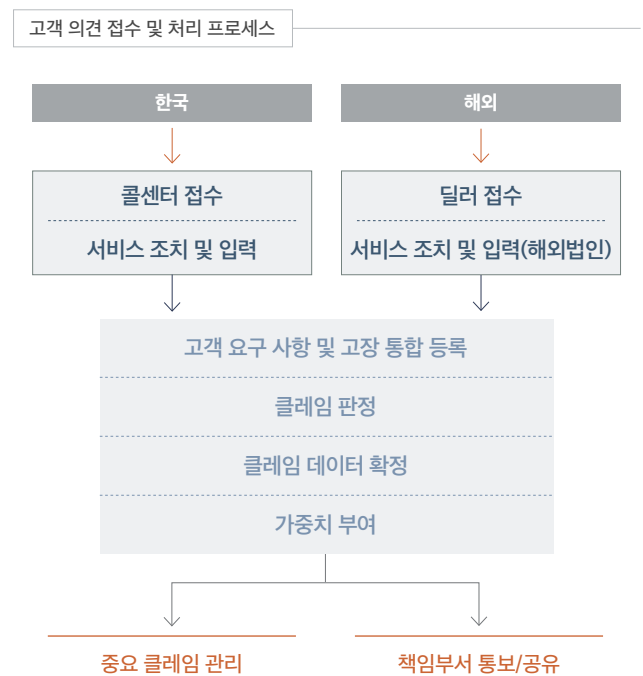 고객 의견 접수 및 처리 프로세스
한국
해외
콜센터 접수
서비스 조치 및 입력
딜러 접수
서비스 조치 및 입력(해외법인)
고객 요구 사항 및 고장 통합 등록
클레임 판정
클레임 데이터 확정
가중치 부여
중요 클레임 관리
책임부서 통보/공유